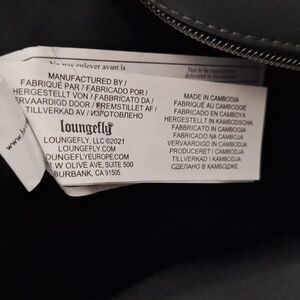 No pas enlever avant la
Not to be removed
delivered to the
MANUFACTURED BY /
FABRIQUÉ PAR / FABRICADO POR /
HERGESTELLT VON / FABBRICATO DA /
VERVAARDIGD DOOR / FREMSTILLET AF /
TILLVERKAD AV / ИЗГОТОВЛЕНО
loungefly
LOUNGEFLY, LLC ©2021
LOUNGEFLY.COM
LOUNGEFLYEUROPE.COM
1 W OLIVE AVE, SUITE 500
BURBANK, CA 91505
MADE IN CAMBODIA
FABRIQUÉ AU CAMBODGE
FABRICADO EN CAMBOYA
HERGESTELLT IN KAMBODSCHA
FABBRICATO IN CAMBOGIA
FABRICADO NO CAMBOJA
VERVAARDIGD IN CAMBODJA
PRODUCERET I CAMBODJA
TILLVERKAD I KAMBODJA
СДЕЛАНО В КАМБОДЖЕ